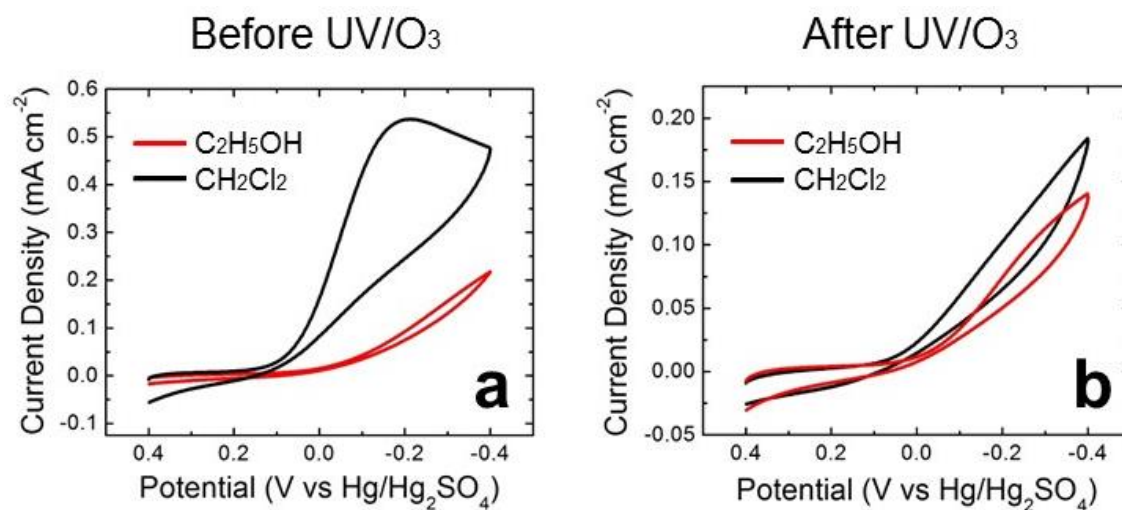 Before UV/O₃
After UV/O₃
0.6
0.5
0.4
0.3
0.2
0.1
0.0
-0.1
Current Density (mA cm⁻²)
C₂H₅OH
CH₂Cl₂
a
0.4 0.2 0.0 -0.2 -0.4
Potential (V vs Hg/Hg₂SO₄)
0.20
0.15
0.10
0.05
0.00
-0.05
Current Density (mA cm⁻²)
C₂H₅OH
CH₂Cl₂
b
0.4 0.2 0.0 -0.2 -0.4
Potential (V vs Hg/Hg₂SO₄)